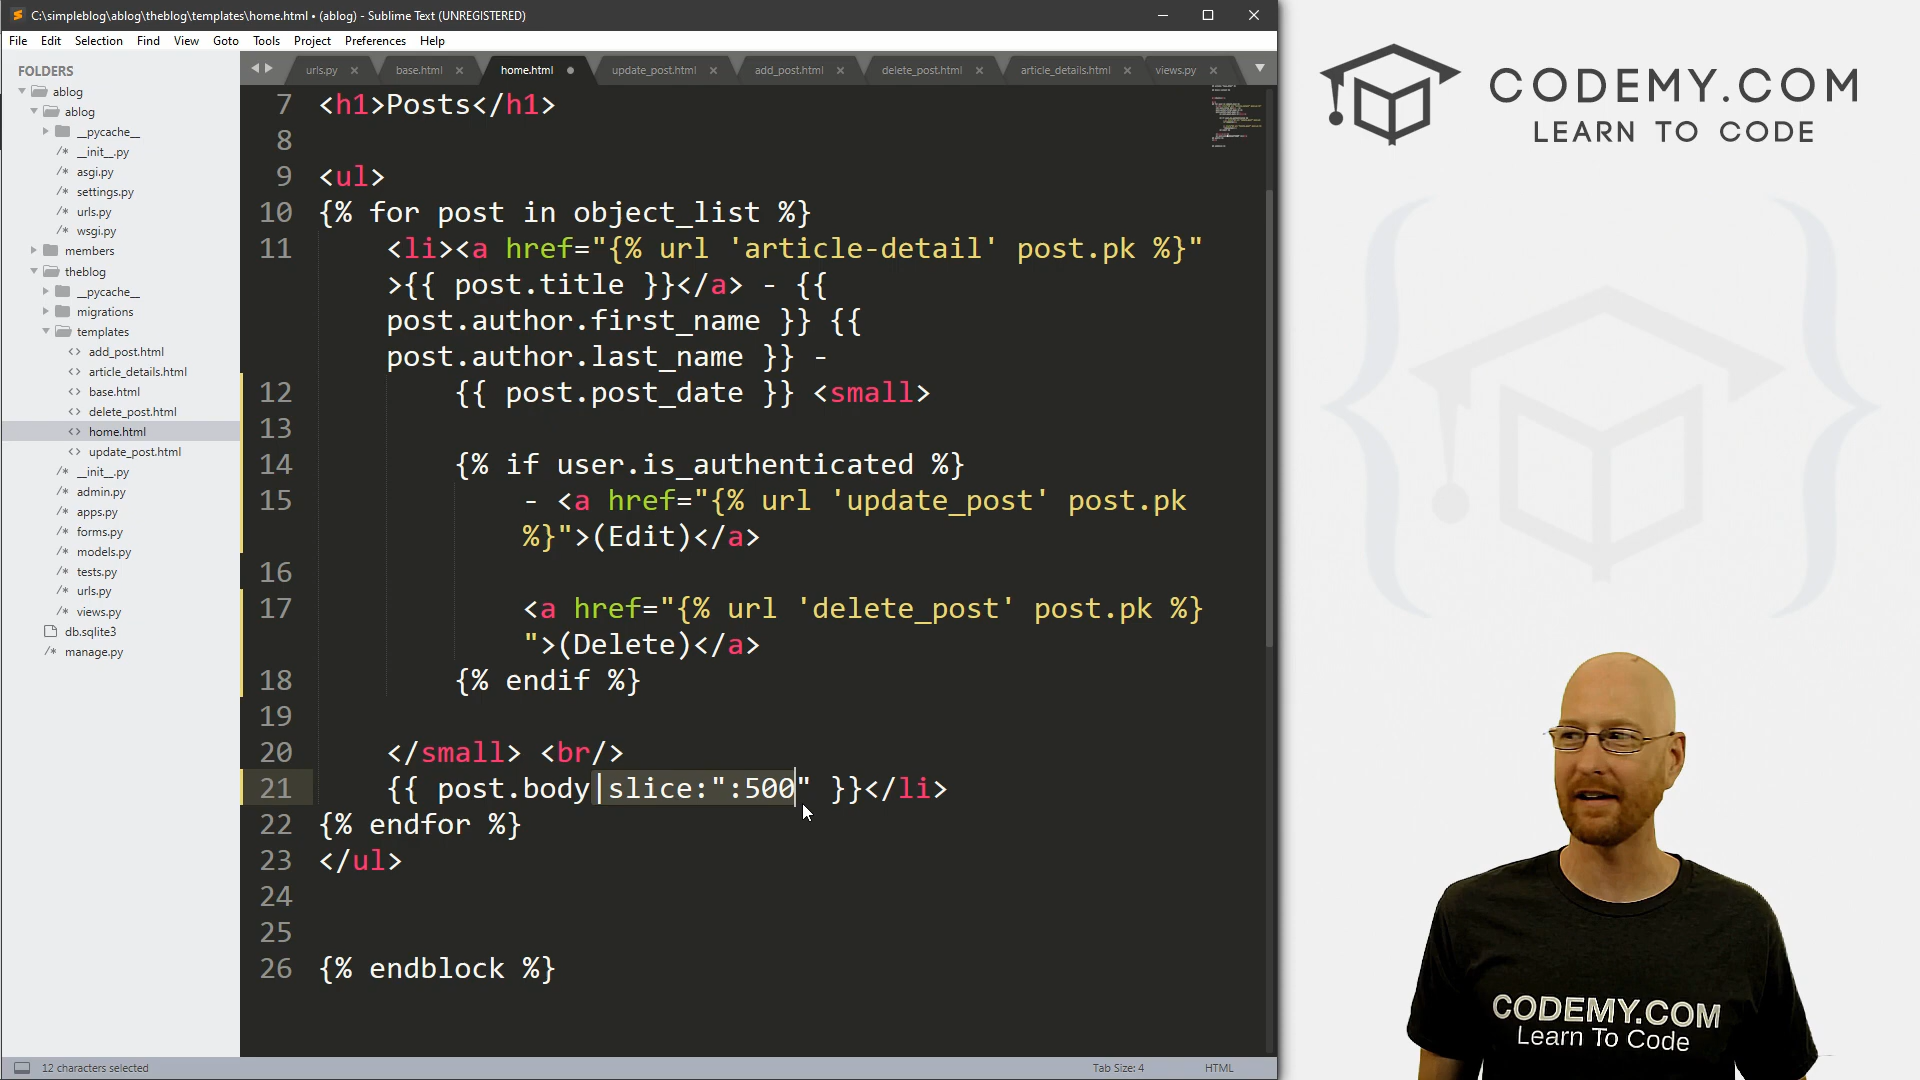 C:\simpleblog\ablog\theblog\templates\home.html • (ablog) - Sublime Text (UNREGISTERED)
File Edit Selection Find View Goto Tools Project Preferences Help
FOLDERS
ablog
ablog
__pycache__
__init__.py
asgi.py
settings.py
urls.py
wsgi.py
members
theblog
__pycache__
migrations
templates
add_post.html
article_details.html
base.html
delete_post.html
home.html
update_post.html
__init__.py
admin.py
apps.py
forms.py
models.py
tests.py
urls.py
views.py
db.sqlite3
manage.py
urls.py base.html home.html update_post.html add_post.html delete_post.html article_details.html views.py
7 <h1>Posts</h1>
8
9 <ul>
10 {% for post in object_list %}
11 <li><a href="{% url 'article-detail' post.pk %}"
>{{ post.title }}</a> - {{
post.author.first_name }} {{
post.author.last_name }} -
12 {{ post.post_date }} <small>
13
14 {% if user.is_authenticated %}
15 - <a href="{% url 'update_post' post.pk
%}">(Edit)</a>
16
17 <a href="{% url 'delete_post' post.pk %}
">(Delete)</a>
18 {% endif %}
19
20 </small> <br/>
21 {{ post.body|slice:":500" }}</li>
22 {% endfor %}
23 </ul>
24
25
26 {% endblock %}
12 characters selected
Tab Size: 4
HTML
CODEMY.COM
LEARN TO CODE
CODEMY.COM
Learn To Code